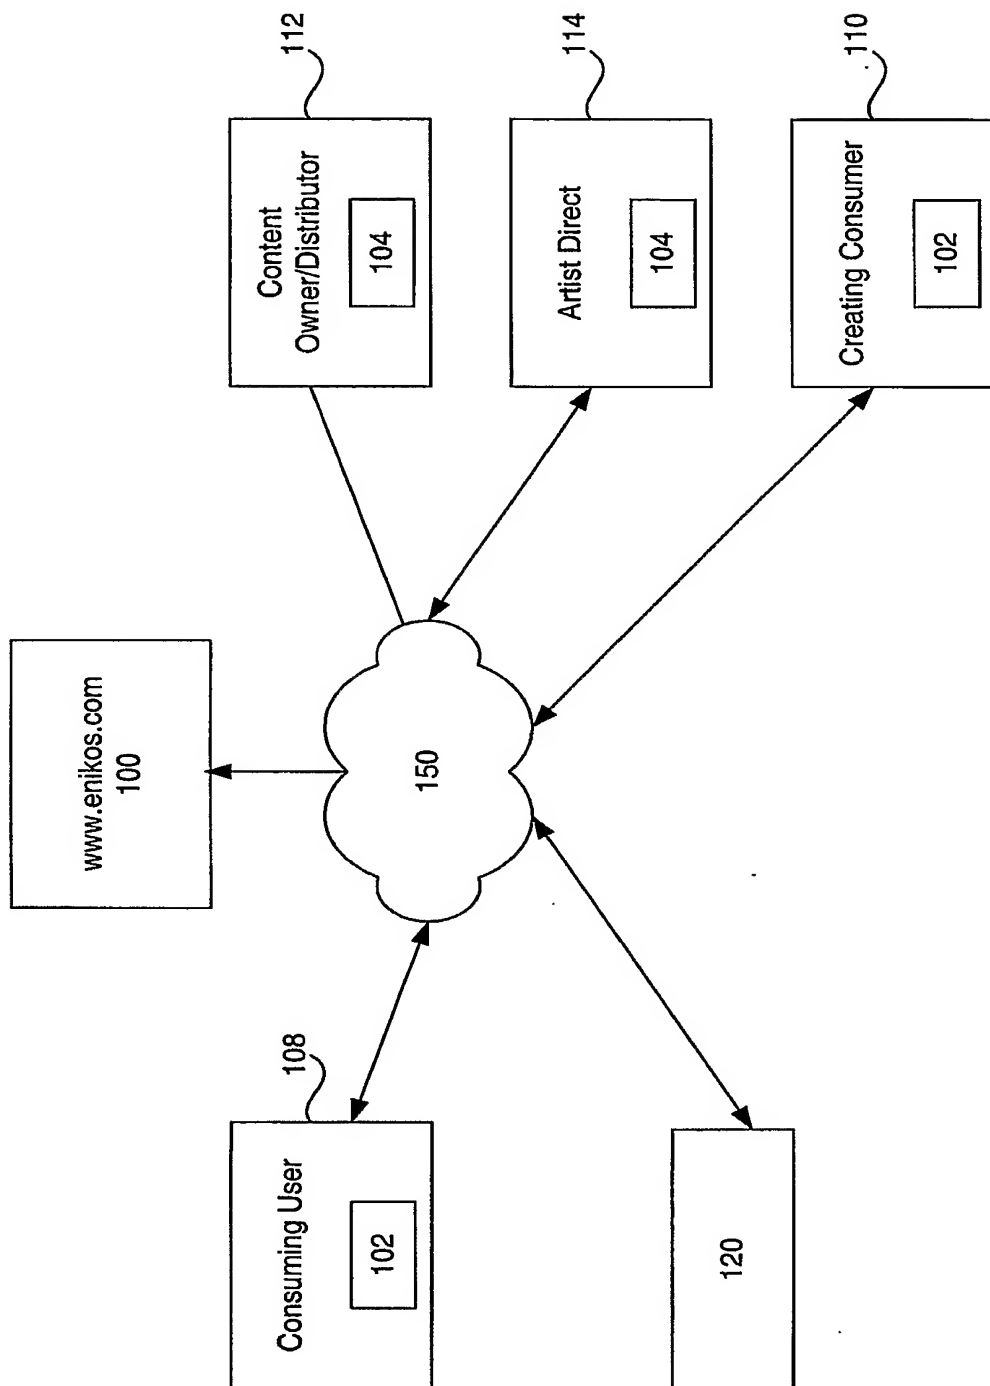 112
Content
Owner/Distributor
104
114
Artist Direct
104
110
Creating Consumer
102
www.enikos.com
100
150
108
Consuming User
102
120